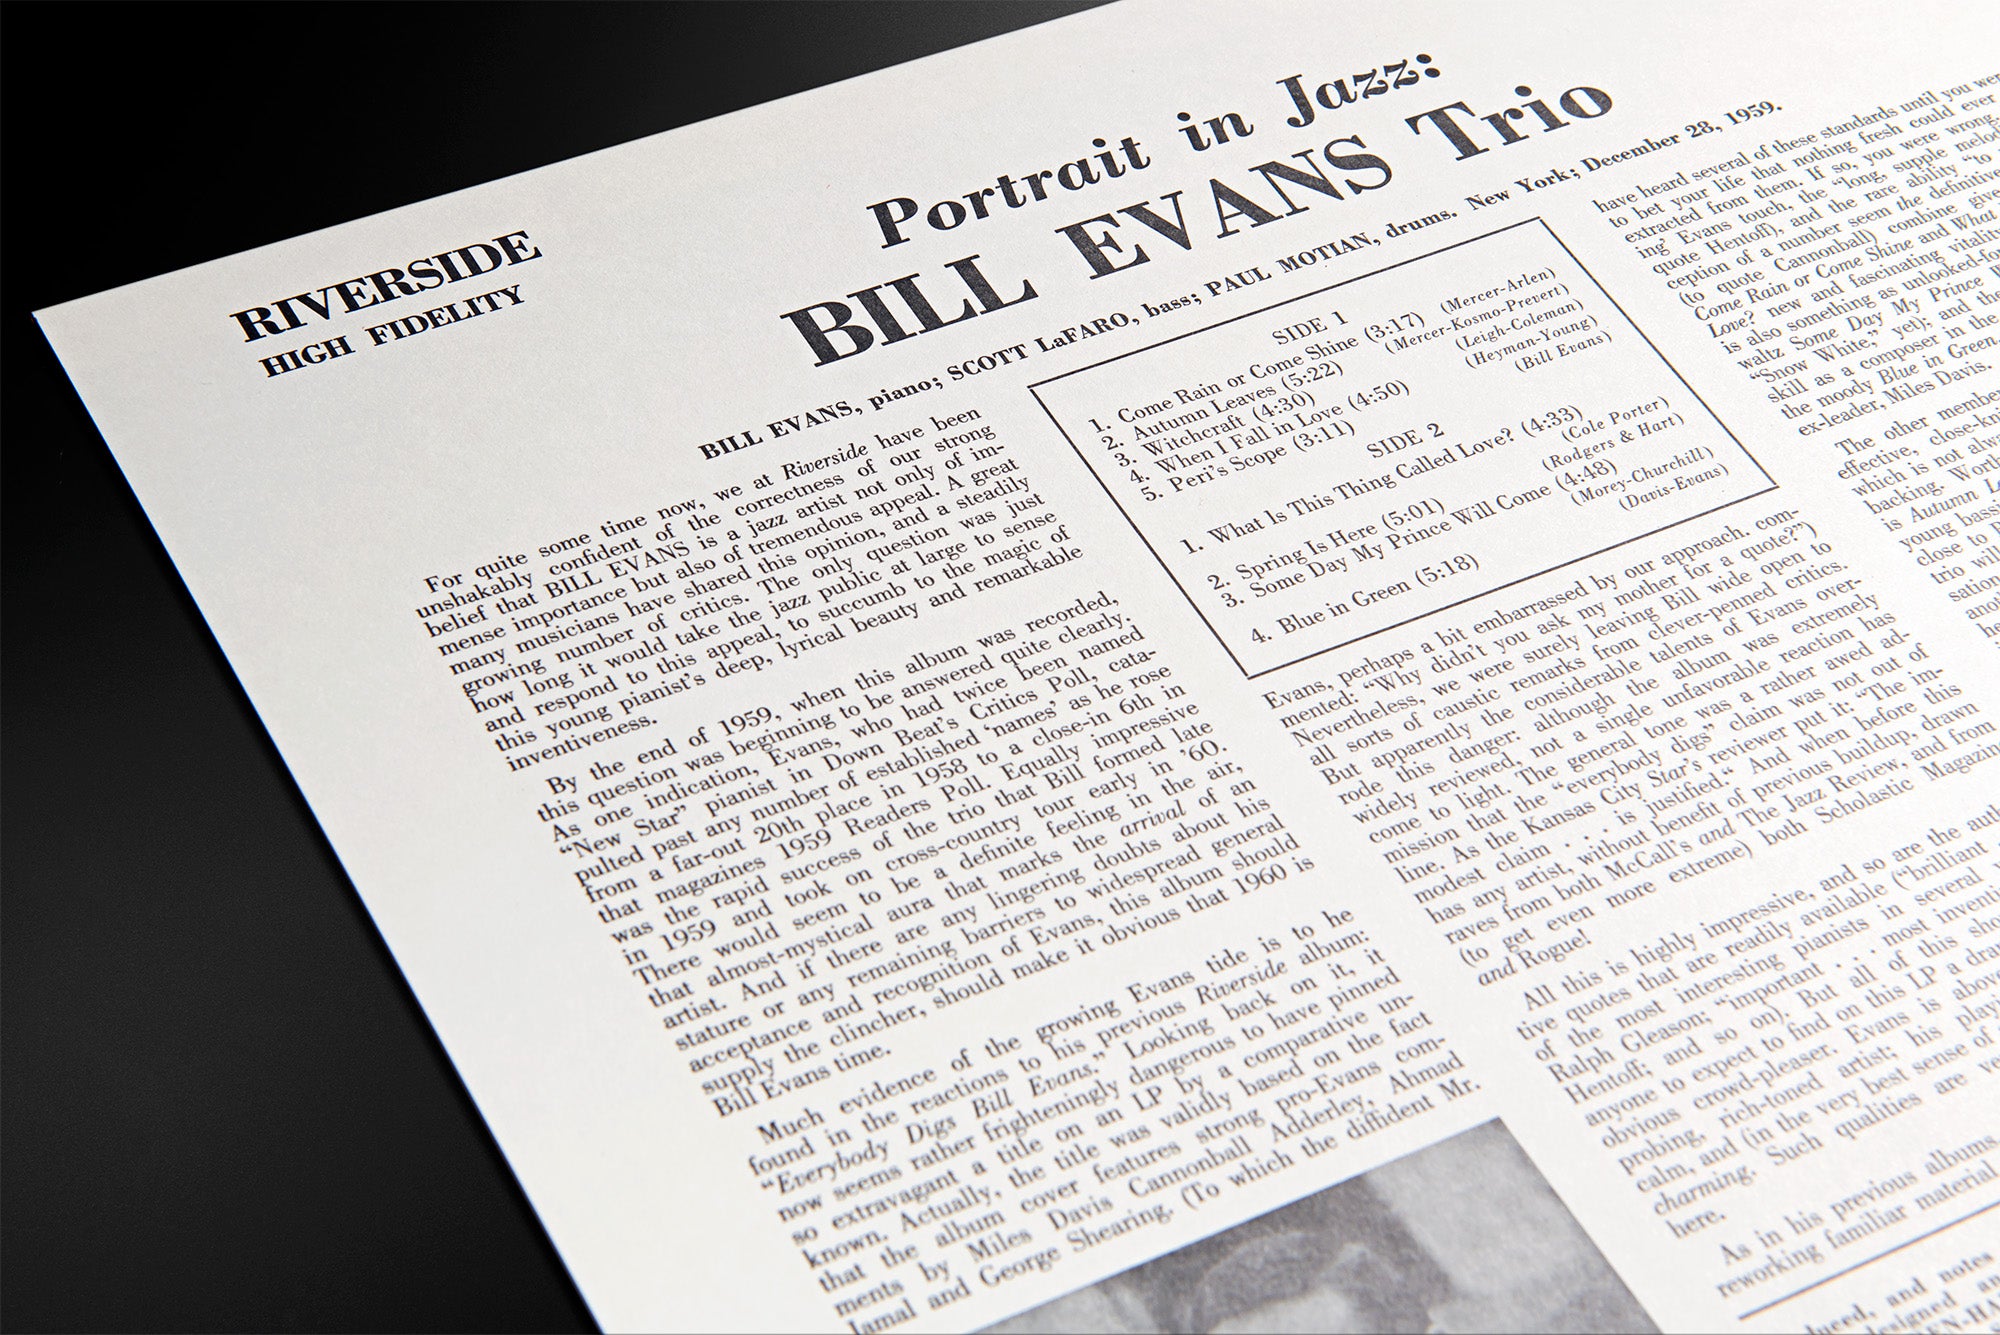 RIVERSIDE
HIGH FIDELITY
Portrait in Jazz:
BILL EVANS Trio
BILL EVANS, piano; SCOTT LaFARO, bass; PAUL MOTIAN, drums. New York; December 28, 1959.
For quite some time now, we at Riverside have been
unshakably confident of the correctness of our strong
belief that BILL EVANS is a jazz artist not only of im-
mense importance but also of tremendous appeal. A great
many musicians have shared this opinion, and a steadily
growing number of critics. The only question was just
how long it would take the jazz public at large to sense
and respond to this appeal, to succumb to the magic of
this young pianist's deep, lyrical beauty and remarkable
inventiveness.
By the end of 1959, when this album was recorded,
this question was beginning to be answered quite clearly.
As one indication, Evans, who had twice been named
“New Star” pianist in Down Beat's Critics Poll, cata-
pulted past any number of established ‘names’ as he rose
from a far-out 20th place in 1958 to a close-in 6th in
that magazines 1959 Readers Poll. Equally impressive
was the rapid success of the trio that Bill formed late
in 1959 and took on cross-country tour early in ’60.
There would seem to be a definite feeling in the air,
that almost-mystical aura that marks the arrival of an
artist. And if there are any lingering doubts about his
stature or any remaining barriers to widespread general
acceptance and recognition of Evans, this album should
supply the clincher, should make it obvious that 1960 is
Bill Evans time.
Much evidence of the growing Evans tide is to he
found in the reactions to his previous Riverside album:
“Everybody Digs Bill Evans.” Looking back on it, it
now seems rather frighteningly dangerous to have pinned
so extravagant a title on an LP by a comparative un-
known. Actually, the title was validly based on the fact
that the album cover features strong pro-Evans com-
ments by Miles Davis Cannonball Adderley, Ahmad
Jamal and George Shearing. (To which the diffident Mr.
SIDE 1
1. Come Rain or Come Shine (3:17) (Mercer-Arlen)
2. Autumn Leaves (5:22) (Mercer-Kosmo-Prevert)
3. Witchcraft (4:30) (Leigh-Coleman)
4. When I Fall in Love (4:50) (Heyman-Young)
5. Peri's Scope (3:11) (Bill Evans)
SIDE 2
1. What Is This Thing Called Love? (4:33)
(Cole Porter)
2. Spring Is Here (5:01) (Rodgers & Hart)
3. Some Day My Prince Will Come (4:48)
(Morey-Churchill)
4. Blue in Green (5:18) (Davis-Evans)
Evans, perhaps a bit embarrassed by our approach. com-
mented: “Why didn't you ask my mother for a quote?”)
Nevertheless, we were surely leaving Bill wide open to
all sorts of caustic remarks from clever-penned critics.
But apparently the considerable talents of Evans over-
rode this danger: although the album was extremely
widely reviewed, not a single unfavorable reaction has
come to light. The general tone was a rather awed ad-
mission that the “everybody digs” claim was not out of
line. As the Kansas City Star's reviewer put it: “The im-
modest claim . . . is justified.“ And when before this
has any artist, without benefit of previous buildup, drawn
raves from both McCall's and The Jazz Review, and from
(to get even more extreme) both Scholastic Magazine
and Rogue!
All this is highly impressive, and so are the
tive quotes that are readily available (“brilliant
of the most interesting pianists in several
Ralph Gleason; “important . . . most
Hentoff; and so on). But all of this
anyone to expect to find on this LP a
obvious crowd-pleaser. Evans is
probing, rich-toned artist; his
calm, and (in the very best sense of
charming. Such qualities are
here.
As in his previous albums
reworking familiar material
and notes
have heard several of these standards until you
to bet your life that nothing fresh could ever
extracted from them. If so, you were wrong.
ing’ Evans touch, the “long, supple
quote Hentoff), and the rare ability “to
ception of a number seem the definitive
(to quote Cannonball) combine
Come Rain or Come Shine and What
Love? new and fascinating
is also something as
waltz Some Day My Prince
“Snow White,” yet); and the
skill as a composer in the
the moody Blue in Green,
ex-leader, Miles Davis.
The other
effective,
which is not
backing.
is Autumn
young
close to
trio